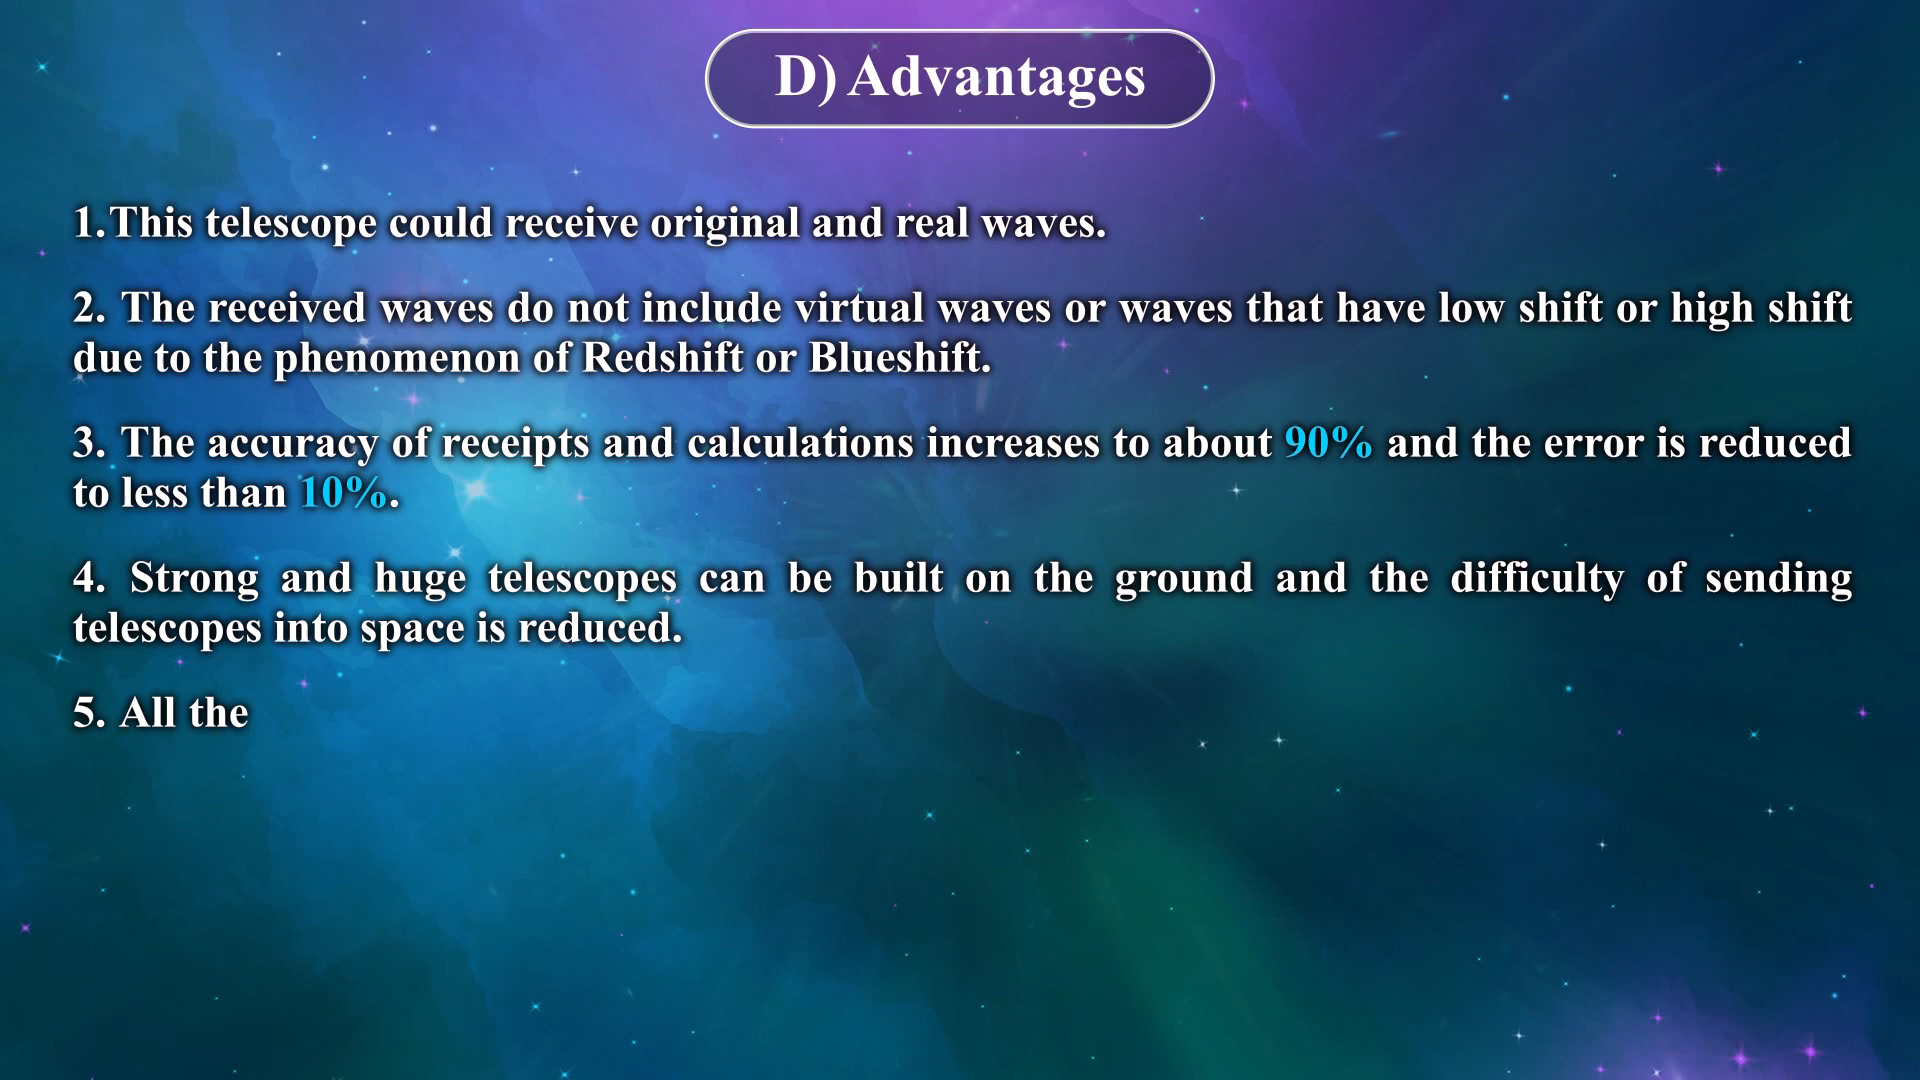 D) Advantages
1.This telescope could receive original and real waves.
2. The received waves do not include virtual waves or waves that have low shift or high shift
due to the phenomenon of Redshift or Blueshift.
3. The accuracy of receipts and calculations increases to about 90% and the error is reduced
to less than 10%.
4. Strong and huge telescopes can be built on the ground and the difficulty of sending
telescopes into space is reduced.
5. All the